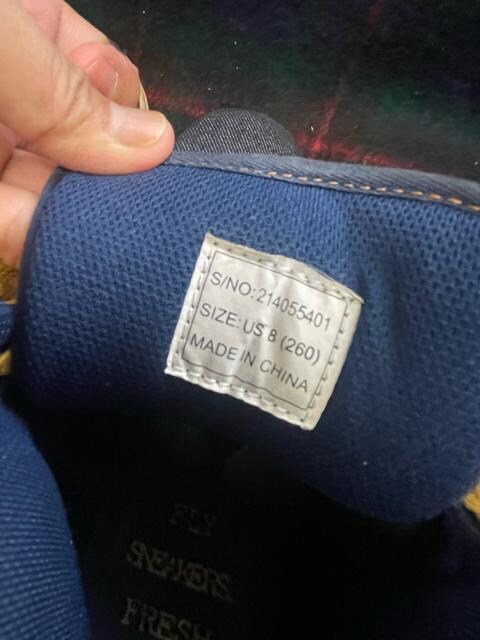 S/NO: 214055401
SIZE: US 8 (260)
MADE IN CHINA
FLY
SNEAKERS
FRESH